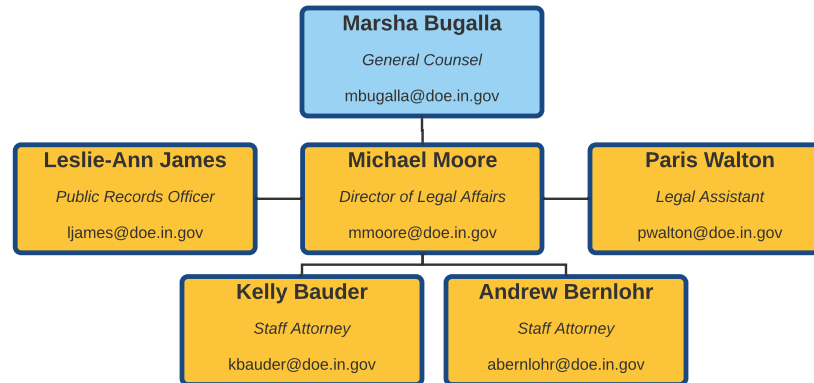 Marsha Bugalla
General Counsel
mbugalla@doe.in.gov
Leslie-Ann James
Public Records Officer
ljames@doe.in.gov
Michael Moore
Director of Legal Affairs
mmoore@doe.in.gov
Paris Walton
Legal Assistant
pwalton@doe.in.gov
Kelly Bauder
Staff Attorney
kbauder@doe.in.gov
Andrew Bernlohr
Staff Attorney
abernlohr@doe.in.gov